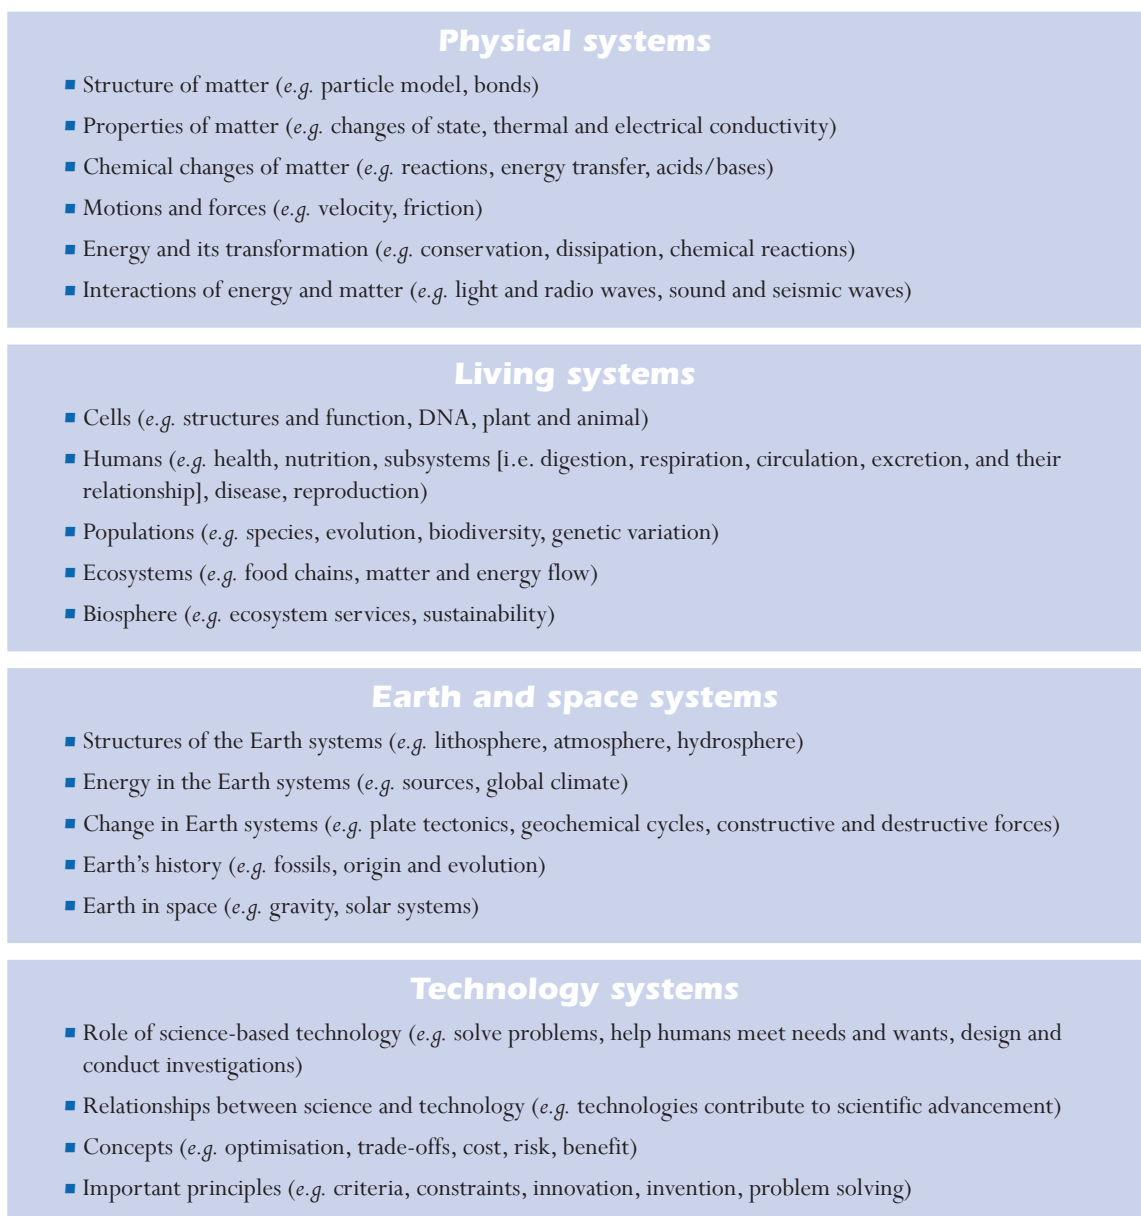 Physical systems
■ Structure of matter (e.g. particle model, bonds)
■ Properties of matter (e.g. changes of state, thermal and electrical conductivity)
■ Chemical changes of matter (e.g. reactions, energy transfer, acids/bases)
■ Motions and forces (e.g. velocity, friction)
■ Energy and its transformation (e.g. conservation, dissipation, chemical reactions)
■ Interactions of energy and matter (e.g. light and radio waves, sound and seismic waves)
Living systems
■ Cells (e.g. structures and function, DNA, plant and animal)
■ Humans (e.g. health, nutrition, subsystems [i.e. digestion, respiration, circulation, excretion, and their
relationship], disease, reproduction)
■ Populations (e.g. species, evolution, biodiversity, genetic variation)
■ Ecosystems (e.g. food chains, matter and energy flow)
■ Biosphere (e.g. ecosystem services, sustainability)
Earth and space systems
■ Structures of the Earth systems (e.g. lithosphere, atmosphere, hydrosphere)
■ Energy in the Earth systems (e.g. sources, global climate)
■ Change in Earth systems (e.g. plate tectonics, geochemical cycles, constructive and destructive forces)
■ Earth’s history (e.g. fossils, origin and evolution)
■ Earth in space (e.g. gravity, solar systems)
Technology systems
■ Role of science-based technology (e.g. solve problems, help humans meet needs and wants, design and
conduct investigations)
■ Relationships between science and technology (e.g. technologies contribute to scientific advancement)
■ Concepts (e.g. optimisation, trade-offs, cost, risk, benefit)
■ Important principles (e.g. criteria, constraints, innovation, invention, problem solving)